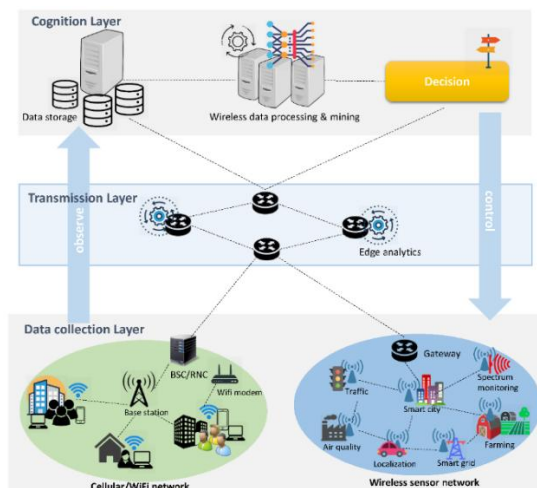 Cognition Layer
Data storage
Wireless data processing & mining
Decision
Transmission Layer
observe
control
Edge analytics
Data collection Layer
BSC/RNC
Wifi modem
Base station
Cellular/WiFi network
Gateway
Traffic
Spectrum
monitoring
Smart city
Air quality
Localization
Smart grid
Farming
Wireless sensor network